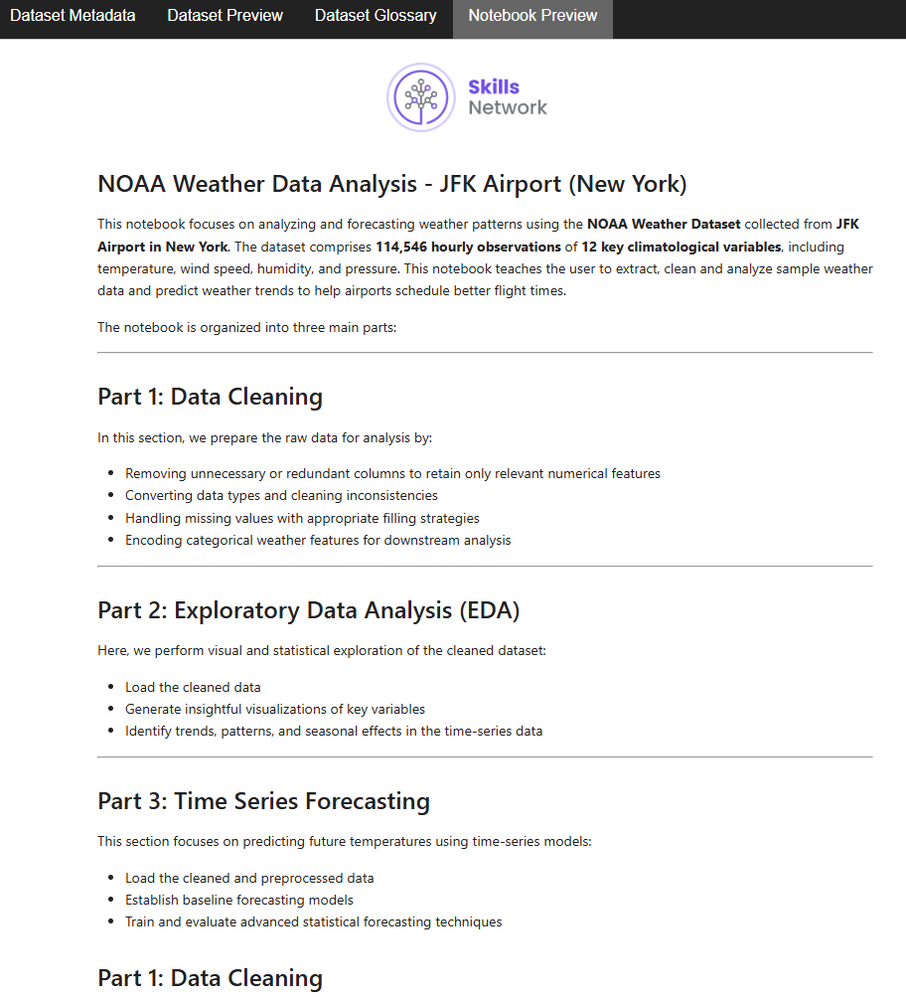 Dataset Metadata Dataset Preview Dataset Glossary Notebook Preview
Skills
Network
NOAA Weather Data Analysis - JFK Airport (New York)
This notebook focuses on analyzing and forecasting weather patterns using the NOAA Weather Dataset collected from JFK
Airport in New York. The dataset comprises 114,546 hourly observations of 12 key climatological variables, including
temperature, wind speed, humidity, and pressure. This notebook teaches the user to extract, clean and analyze sample weather
data and predict weather trends to help airports schedule better flight times.
The notebook is organized into three main parts:
Part 1: Data Cleaning
In this section, we prepare the raw data for analysis by:
• Removing unnecessary or redundant columns to retain only relevant numerical features
• Converting data types and cleaning inconsistencies
• Handling missing values with appropriate filling strategies
• Encoding categorical weather features for downstream analysis
Part 2: Exploratory Data Analysis (EDA)
Here, we perform visual and statistical exploration of the cleaned dataset:
• Load the cleaned data
• Generate insightful visualizations of key variables
• Identify trends, patterns, and seasonal effects in the time-series data
Part 3: Time Series Forecasting
This section focuses on predicting future temperatures using time-series models:
• Load the cleaned and preprocessed data
• Establish baseline forecasting models
• Train and evaluate advanced statistical forecasting techniques
Part 1: Data Cleaning